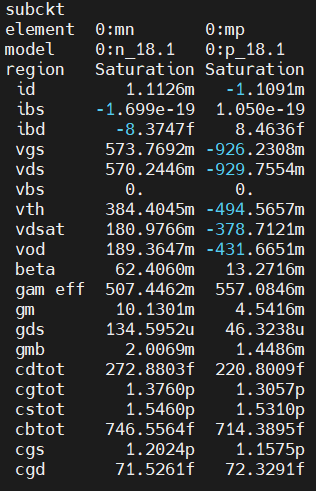 subckt
element  0:mn       0:mp
model    0:n_18.1   0:p_18.1
region   Saturation Saturation
 id         1.1126m   -1.1091m
 ibs     -1.699e-19  1.050e-19
 ibd       -8.3747f    8.4636f
 vgs      573.7692m -926.2308m
 vds      570.2446m -929.7554m
 vbs        0.         0.
 vth      384.4045m -494.5657m
 vdsat    180.9766m -378.7121m
 vod      189.3647m -431.6651m
 beta      62.4060m   13.2716m
 gam eff  507.4462m  557.0846m
 gm        10.1301m    4.5416m
 gds      134.5952u   46.3238u
 gmb        2.0069m    1.4486m
 cdtot    272.8803f  220.8009f
 cgtot      1.3760p    1.3057p
 cstot      1.5460p    1.5310p
 cbtot    746.5564f  714.3895f
 cgs        1.2024p    1.1575p
 cgd       71.5261f   72.3291f